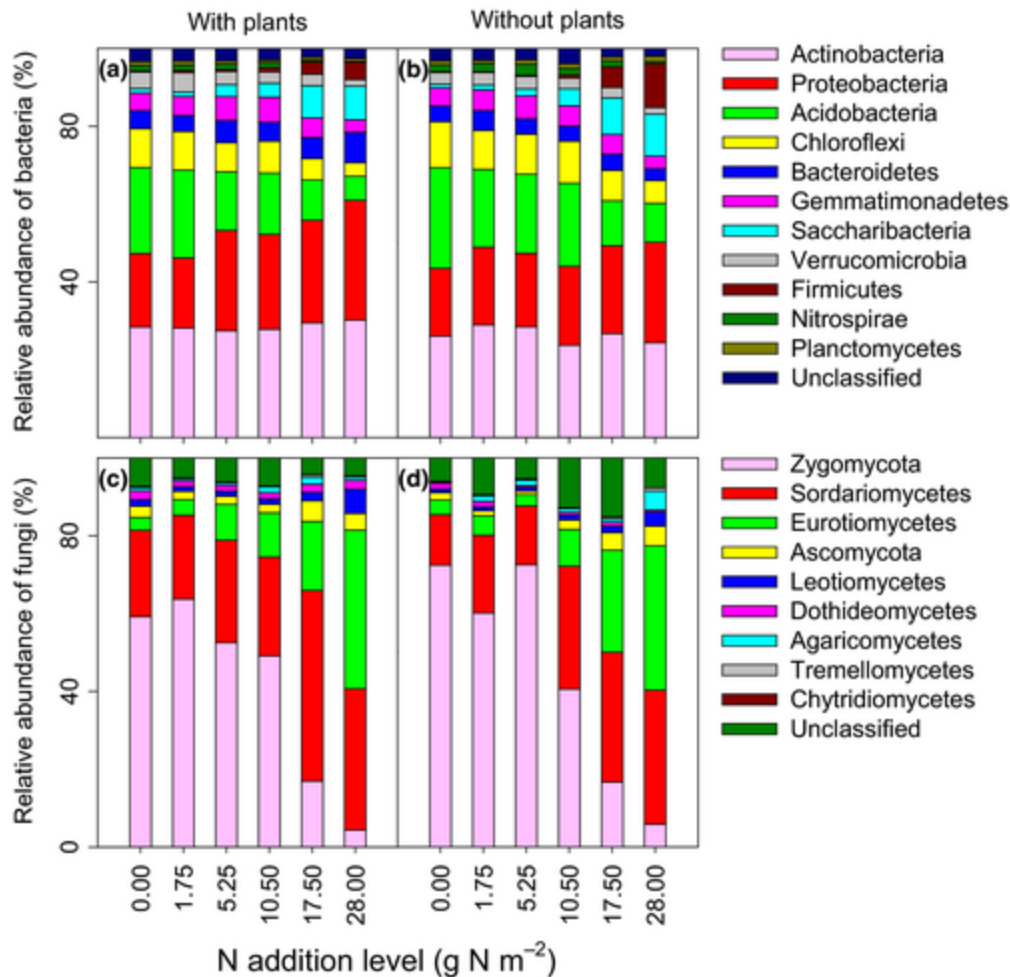 With plants
Without plants
Relative abundance of bacteria (%)
80
40
(a)
(b)
Actinobacteria
Proteobacteria
Acidobacteria
Chloroflexi
Bacteroidetes
Gemmatimonadetes
Saccharibacteria
Verrucomicrobia
Firmicutes
Nitrospirae
Planctomycetes
Unclassified
Relative abundance of fungi (%)
80
40
0
(c)
(d)
Zygomycota
Sordariomycetes
Eurotiomycetes
Ascomycota
Leotiomycetes
Dothideomycetes
Agaricomycetes
Tremellomycetes
Chytridiomycetes
Unclassified
0.00 1.75 5.25 10.50 17.50 28.00
0.00 1.75 5.25 10.50 17.50 28.00
N addition level (g N m⁻²)